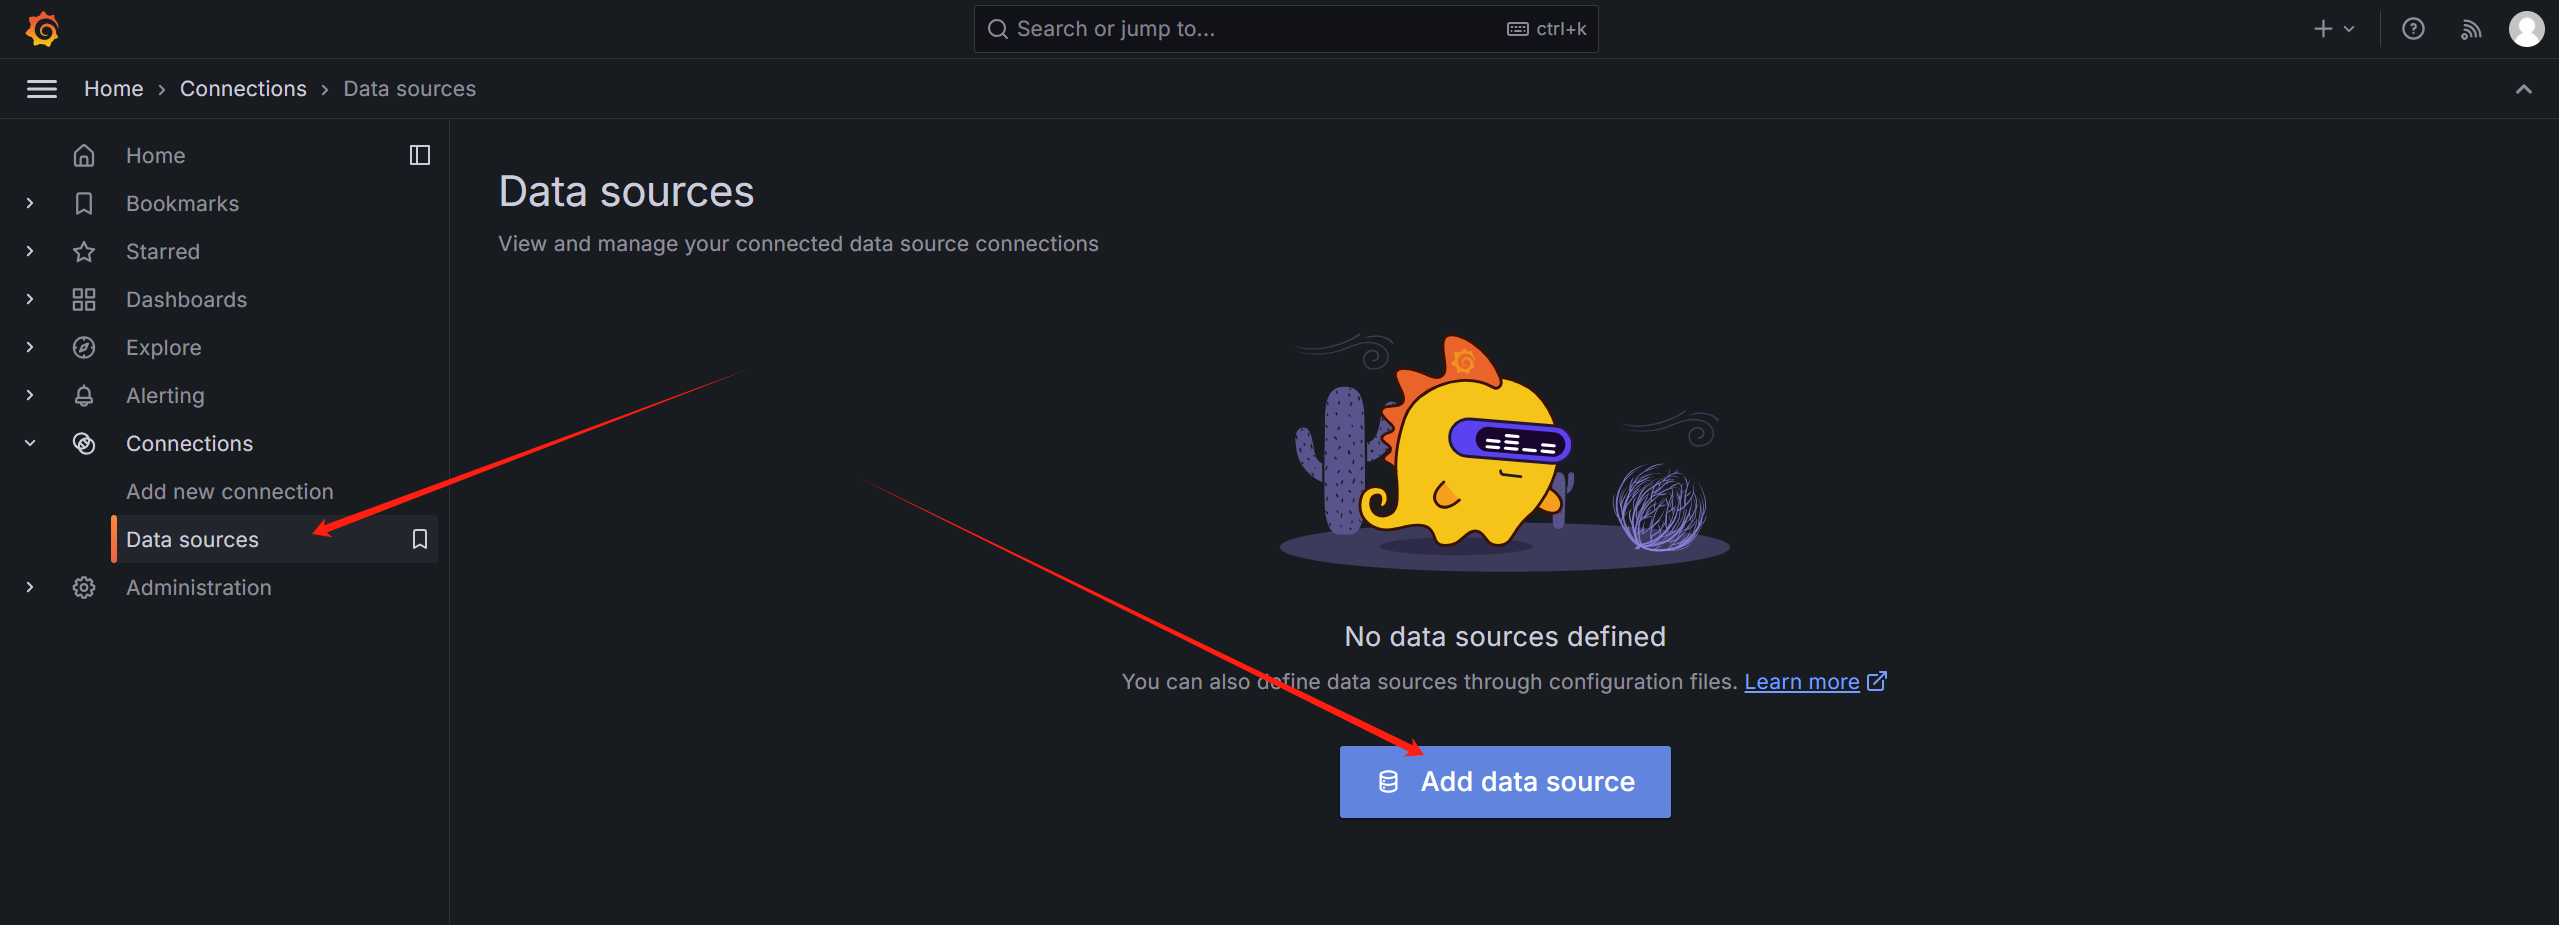 Search or jump to...
ctrl+k
Home › Connections › Data sources
Home
Bookmarks
Starred
Dashboards
Explore
Alerting
Connections
Add new connection
Data sources
Administration
Data sources
View and manage your connected data source connections
No data sources defined
You can also define data sources through configuration files. Learn more
Add data source